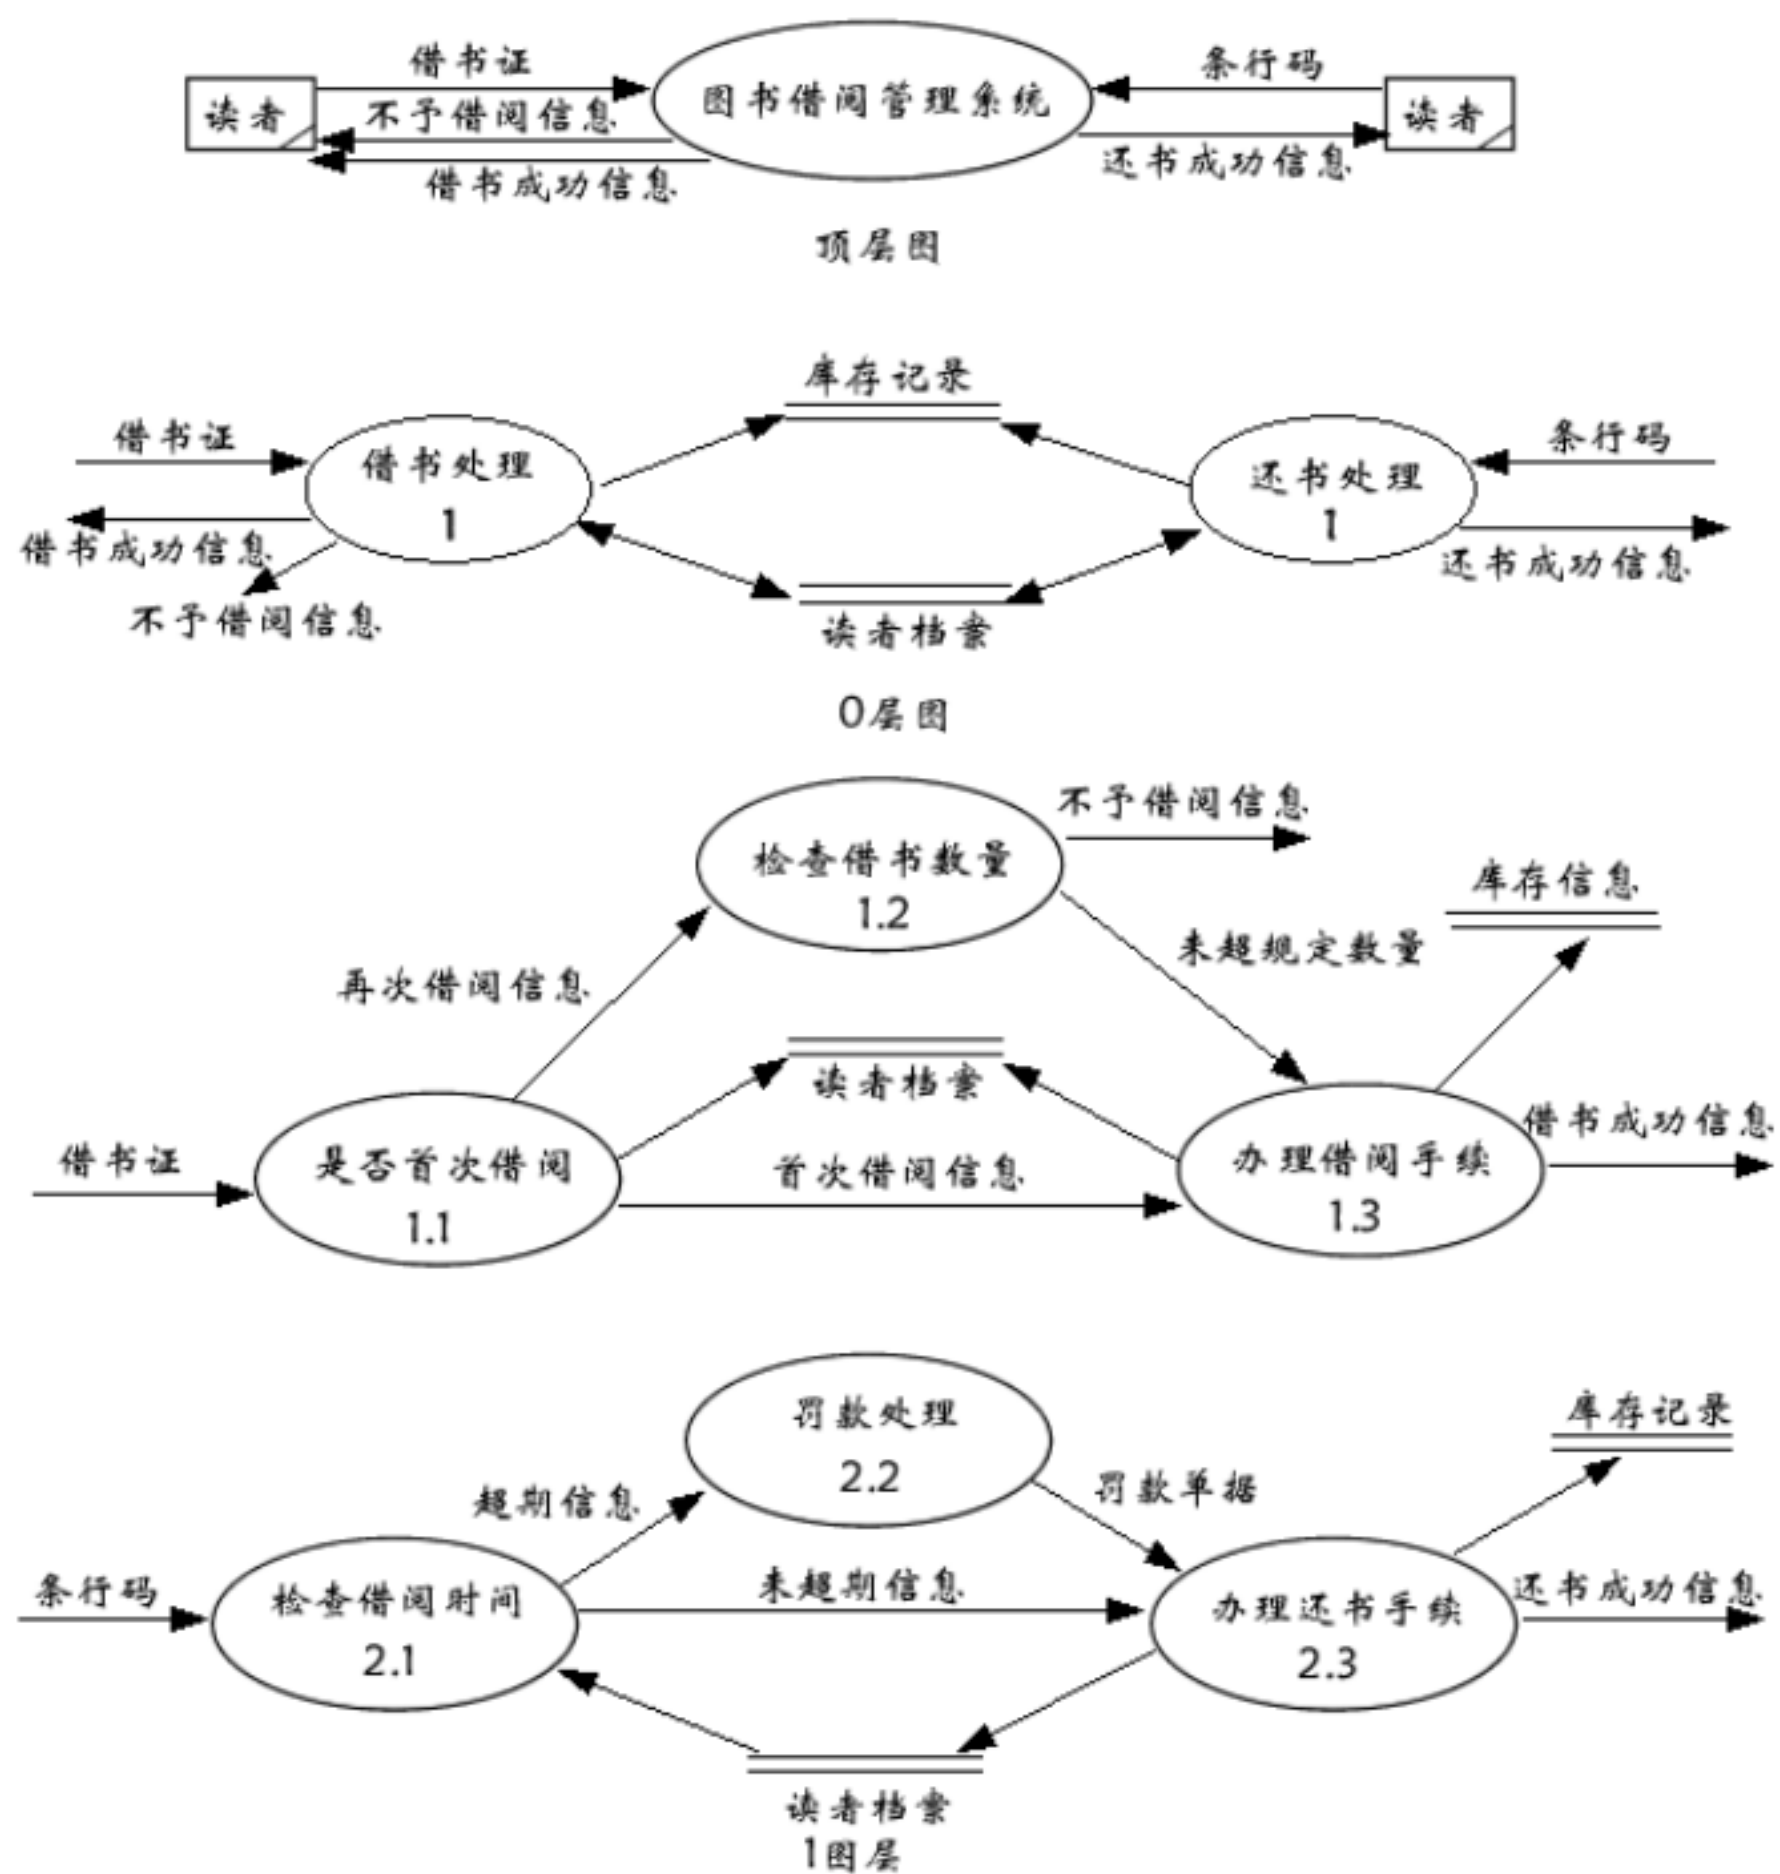 借书证
条行码
读者
不予借阅信息
图书借阅管理系统
读者
借书成功信息
还书成功信息
顶层图
库存记录
借书证
条行码
借书处理
还书处理
1
1
借书成功信息
还书成功信息
不予借阅信息
读者档案
0层图
不予借阅信息
检查借书数量
1.2
库存信息
未超规定数量
再次借阅信息
读者档案
借书成功信息
借书证
是否首次借阅
首次借阅信息
办理借阅手续
1.1
1.3
罚款处理
2.2
库存记录
超期信息
罚款单据
条行码
检查借阅时间
未超期信息
办理还书手续
还书成功信息
2.1
2.3
读者档案
1图层